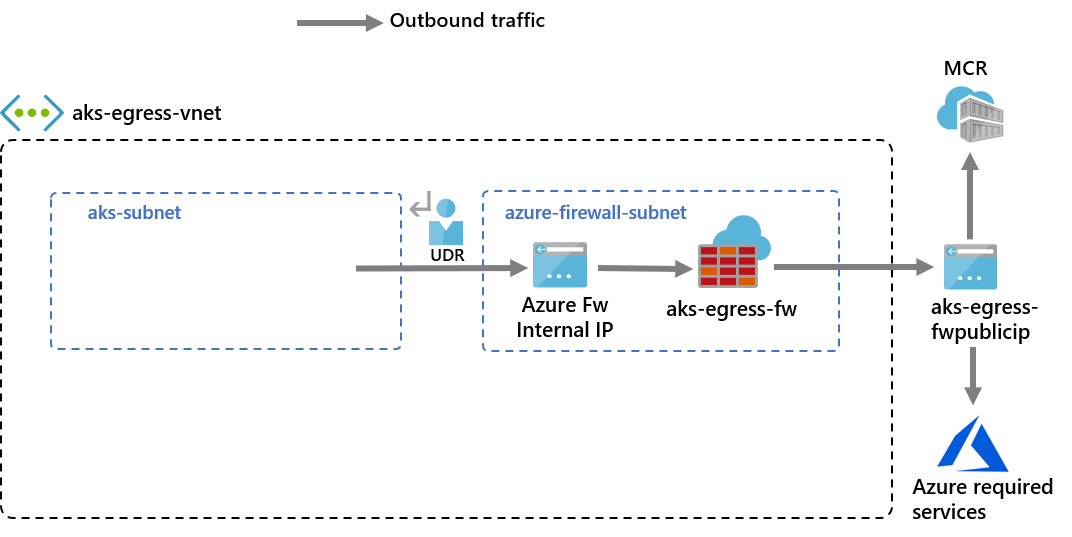 Outbound traffic
MCR
aks-egress-vnet
aks-subnet
UDR
azure-firewall-subnet
Azure Fw
Internal IP
aks-egress-fw
aks-egress-
fwpublicip
Azure required
services